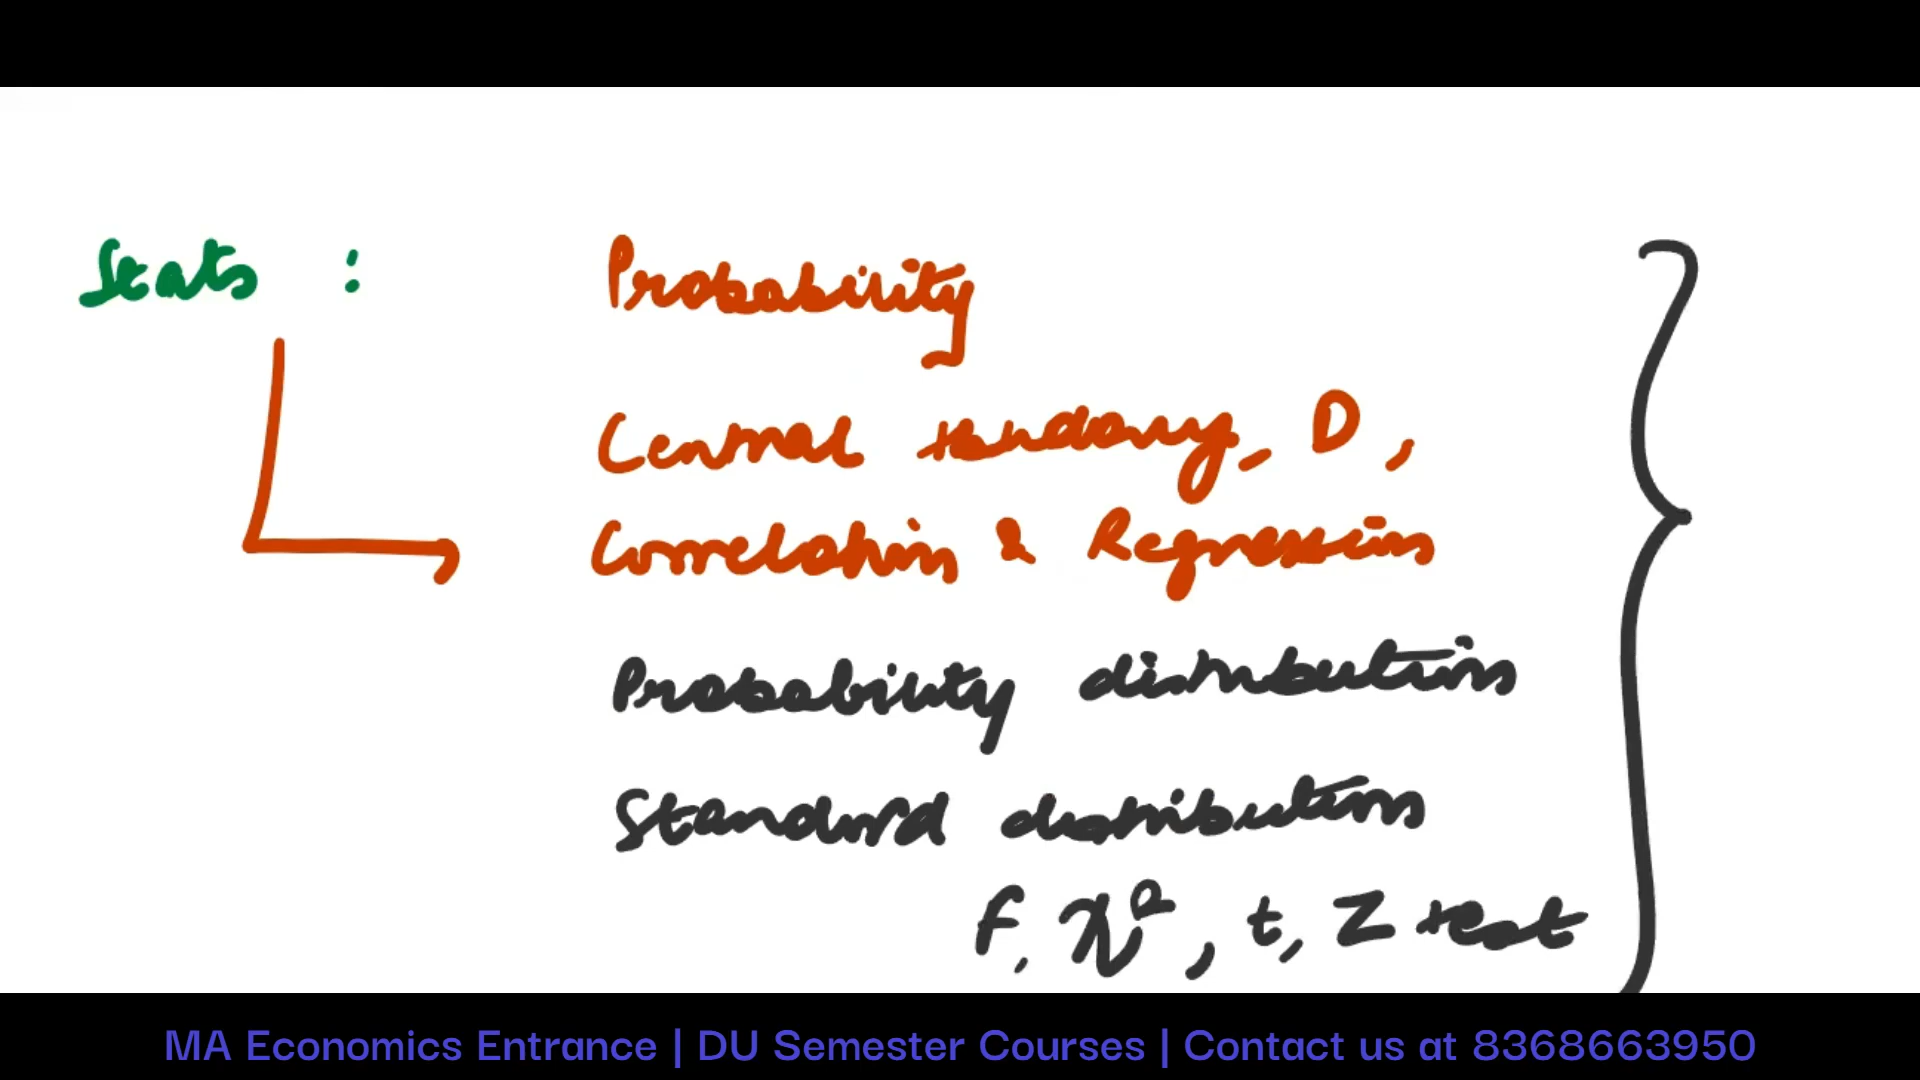 Stats : Probability
Central tendancy, D,
Correlation & Regression
Probability distributions
Standard distributions
F, χ², t, Z test
MA Economics Entrance | DU Semester Courses | Contact us at 8368663950